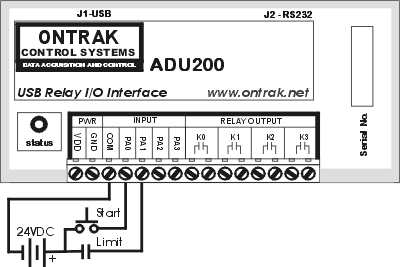 J1-USB J2 - RS232
ONTRAK
CONTROL SYSTEMS
DATA ACQUISITION AND CONTROL
ADU200
USB Relay I/O Interface www.ontrak.net
status
Serial No.
PWR INPUT RELAY OUTPUT
VDD GND COM PA0 PA1 PA2 PA3 K0 K1 K2 K3
Start
24VDC
Limit
+